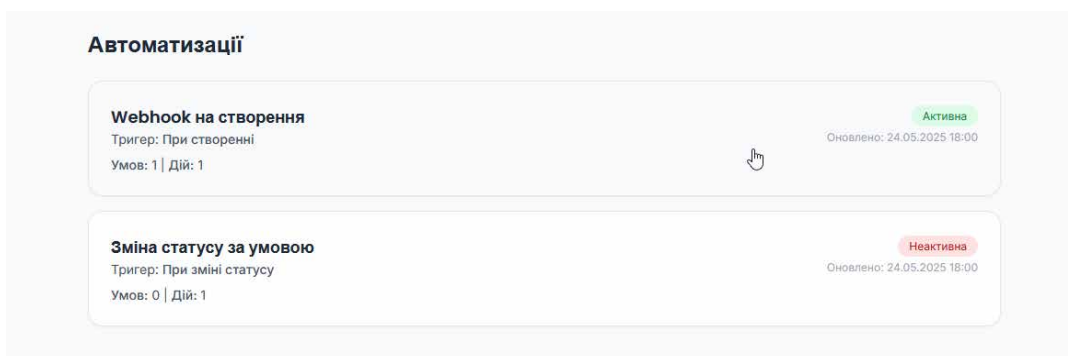 Автоматизації
Webhook на створення
Активна
Тригер: При створенні
Оновлено: 24.05.2025 18:00
Умов: 1 | Дій: 1
Зміна статусу за умовою
Неактивна
Тригер: При зміні статусу
Оновлено: 24.05.2025 18:00
Умов: 0 | Дій: 1